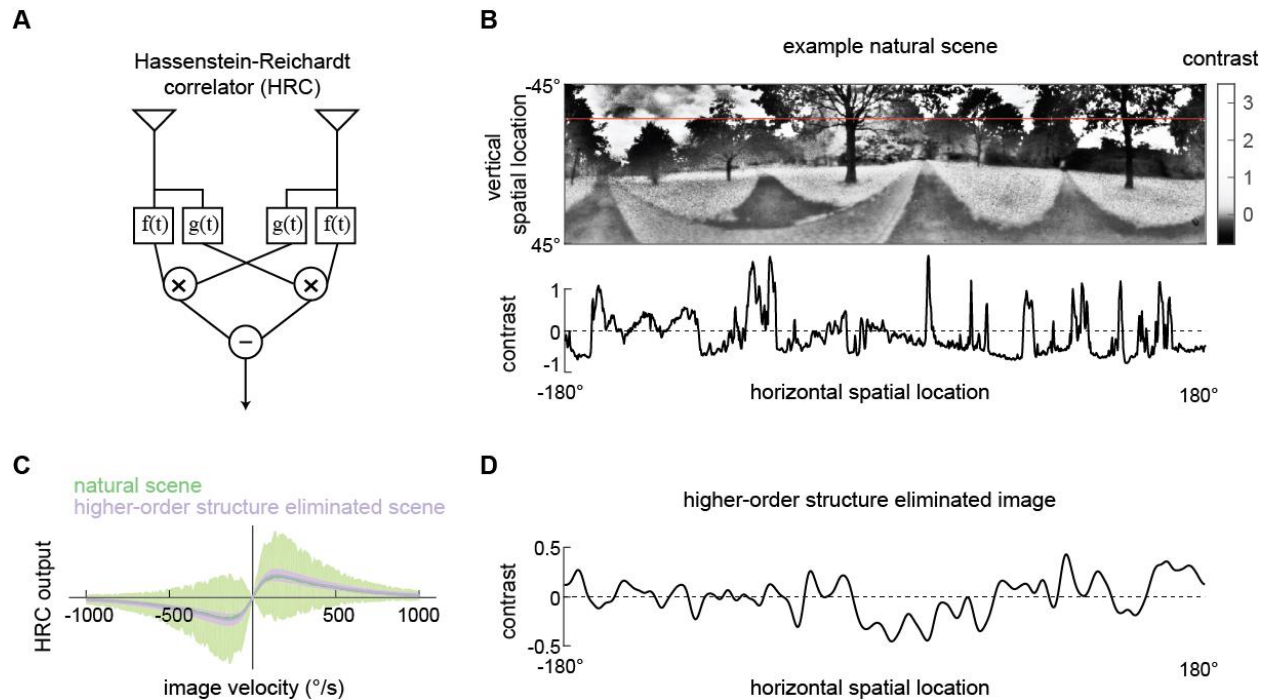 A
Hassenstein-Reichardt
correlator (HRC)
f(t)
g(t)
g(t)
f(t)
×
×
−
B
example natural scene
contrast
-45°
vertical
spatial location
45°
3
2
1
0
contrast
1
0
-1
-180°
horizontal spatial location
180°
C
natural scene
higher-order structure eliminated scene
HRC output
-1000
-500
500
1000
image velocity (°/s)
D
higher-order structure eliminated image
contrast
0.5
0
-0.5
-180°
horizontal spatial location
180°